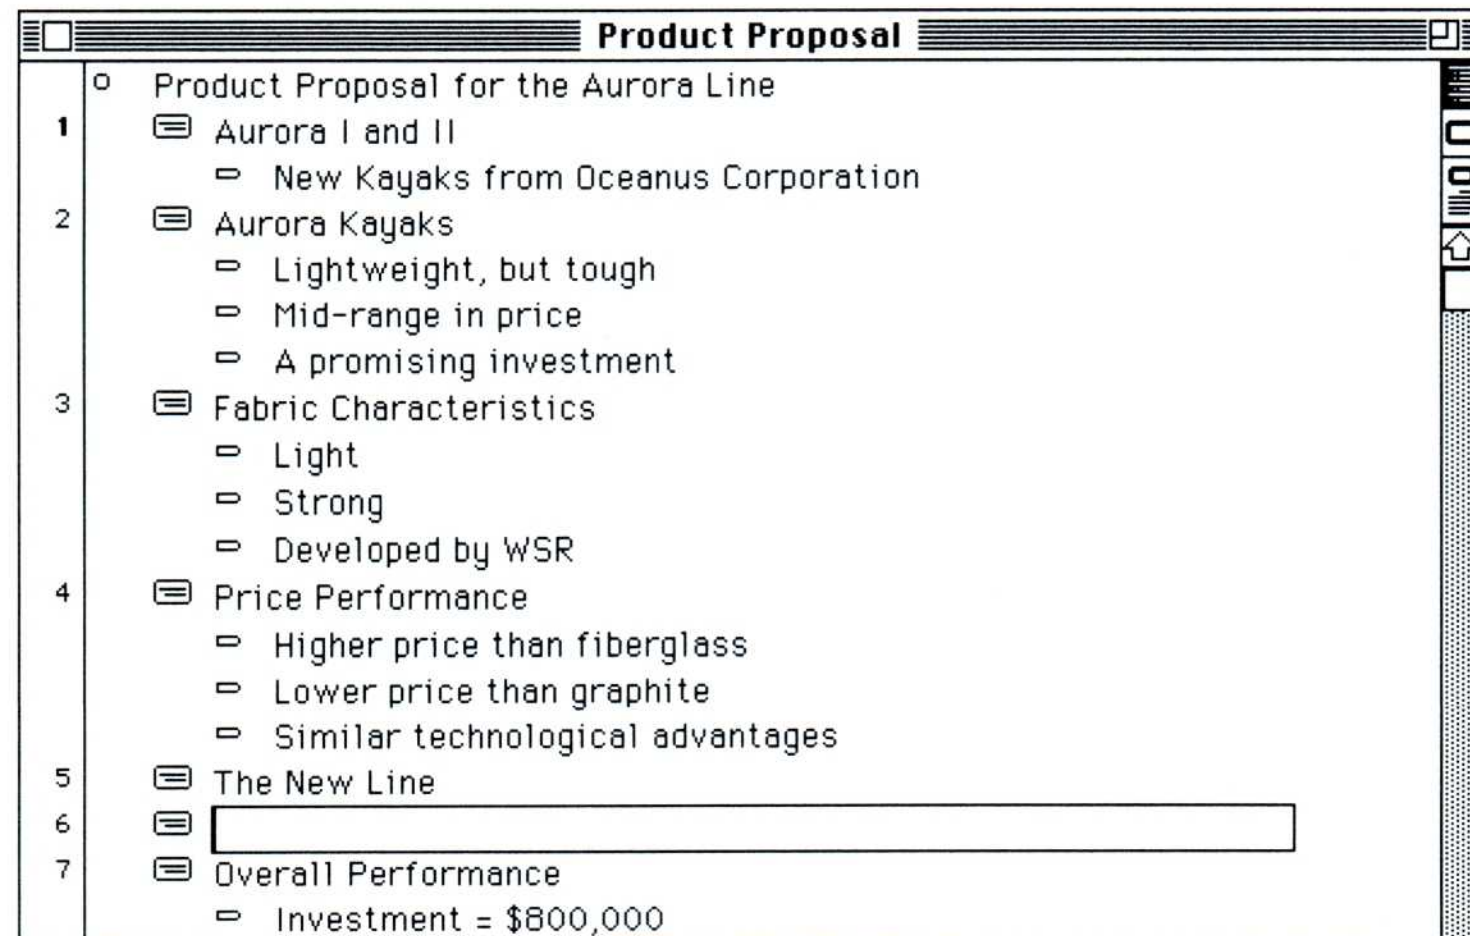 Product Proposal
Product Proposal for the Aurora Line
1 Aurora I and II
New Kayaks from Oceanus Corporation
2 Aurora Kayaks
Lightweight, but tough
Mid-range in price
A promising investment
3 Fabric Characteristics
Light
Strong
Developed by WSR
4 Price Performance
Higher price than fiberglass
Lower price than graphite
Similar technological advantages
5 The New Line
6
7 Overall Performance
Investment = $800,000